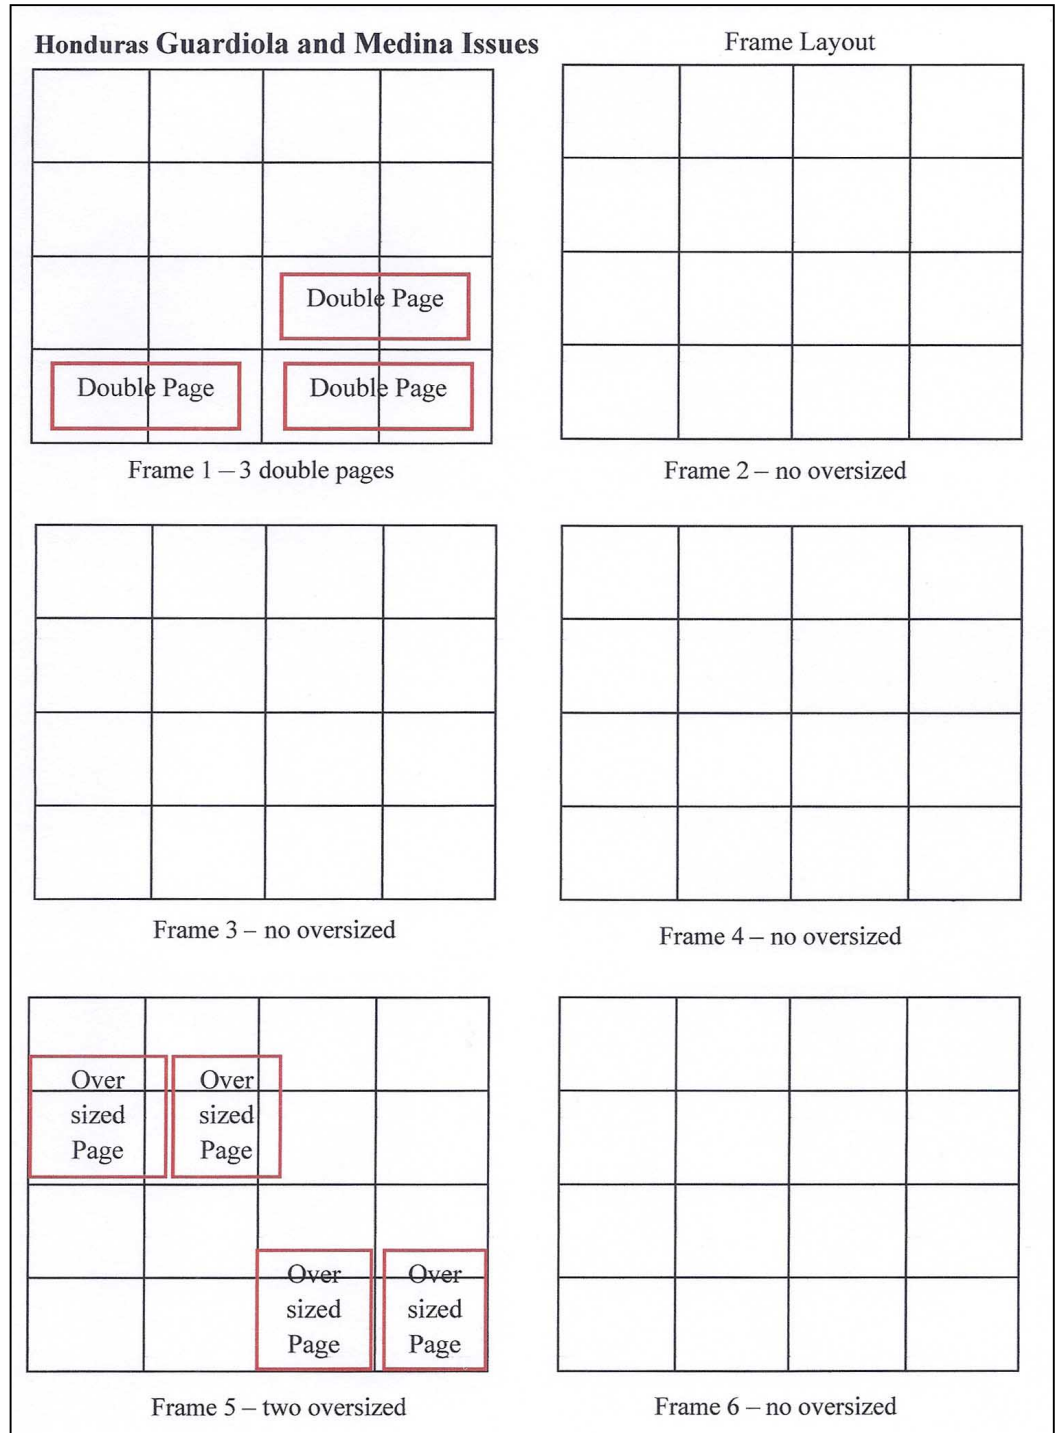 Honduras Guardiola and Medina Issues
Frame Layout
Double Page
Double Page
Double Page
Frame 1 – 3 double pages
Frame 2 – no oversized
Frame 3 – no oversized
Frame 4 – no oversized
Over
sized
Page
Over
sized
Page
Over
sized
Page
Over
sized
Page
Frame 5 – two oversized
Frame 6 – no oversized